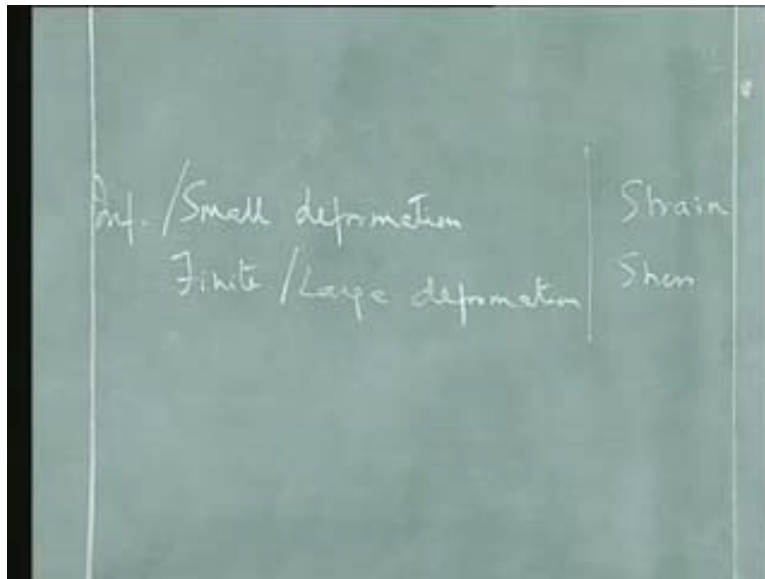 Inf. / Small deformation | Strain
Finite / Large deformation | Stress